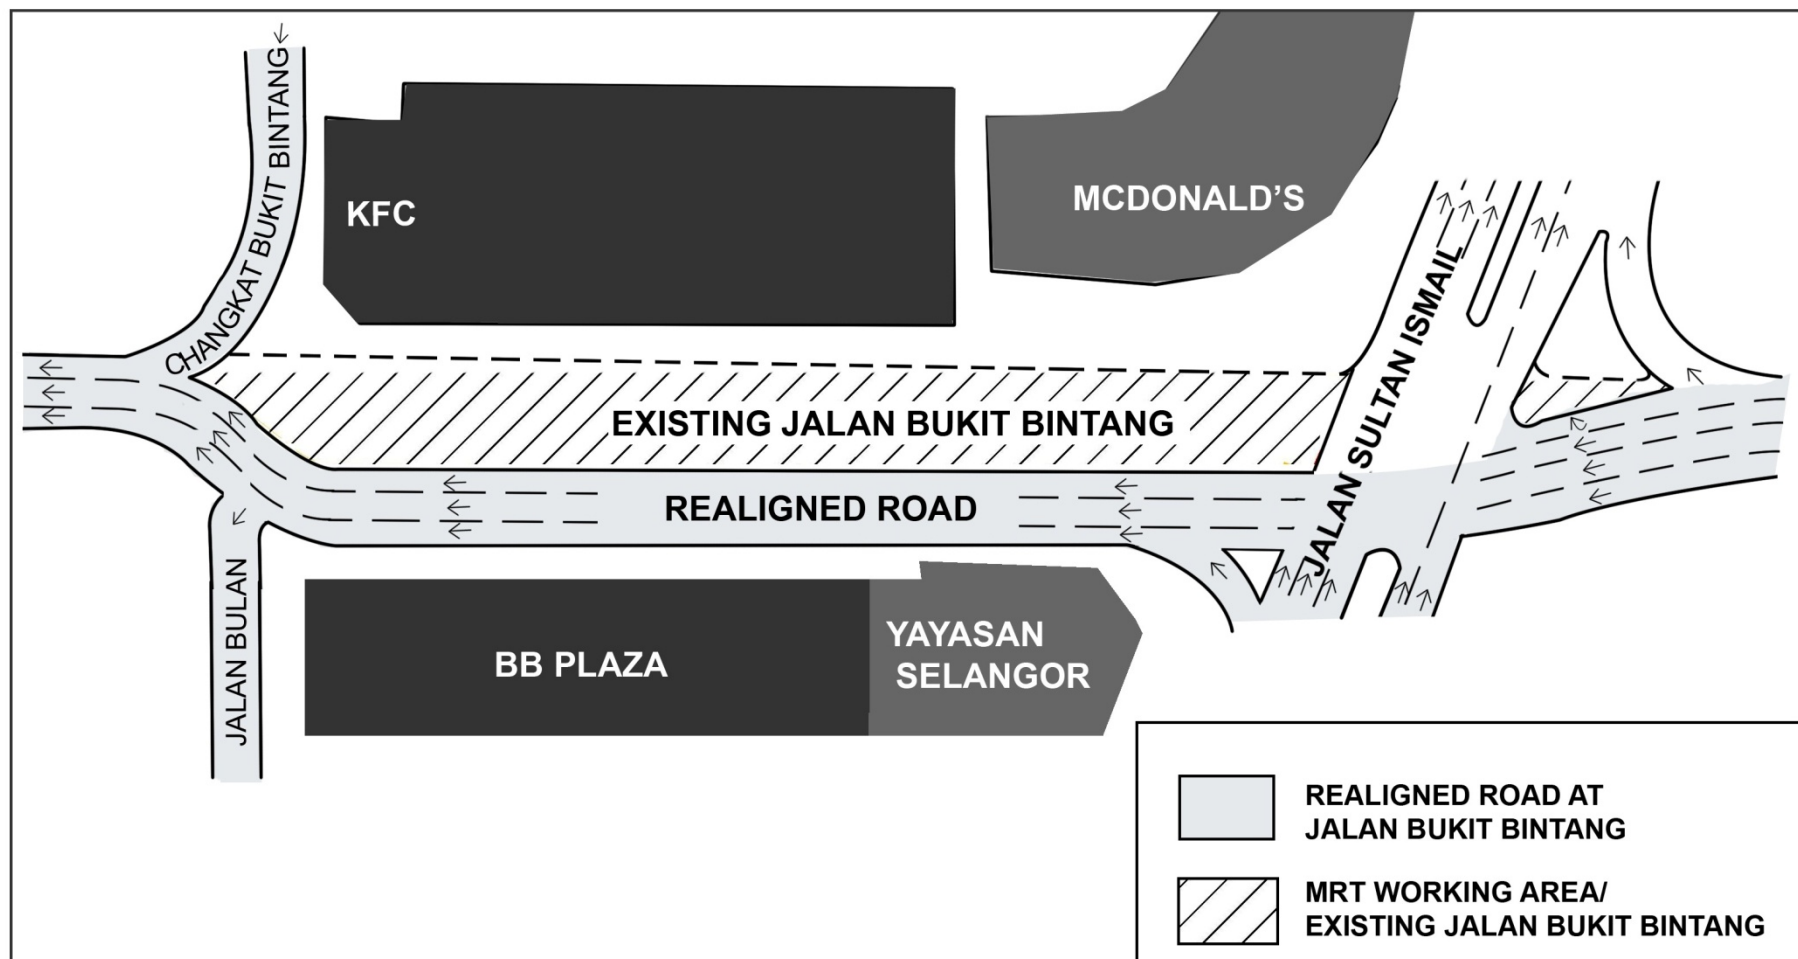 CHANGKAT BUKIT BINTANG
KFC
MCDONALD'S
JALAN SULTAN ISMAIL
EXISTING JALAN BUKIT BINTANG
REALIGNED ROAD
JALAN BULAN
BB PLAZA
YAYASAN
SELANGOR
REALIGNED ROAD AT
JALAN BUKIT BINTANG
MRT WORKING AREA/
EXISTING JALAN BUKIT BINTANG